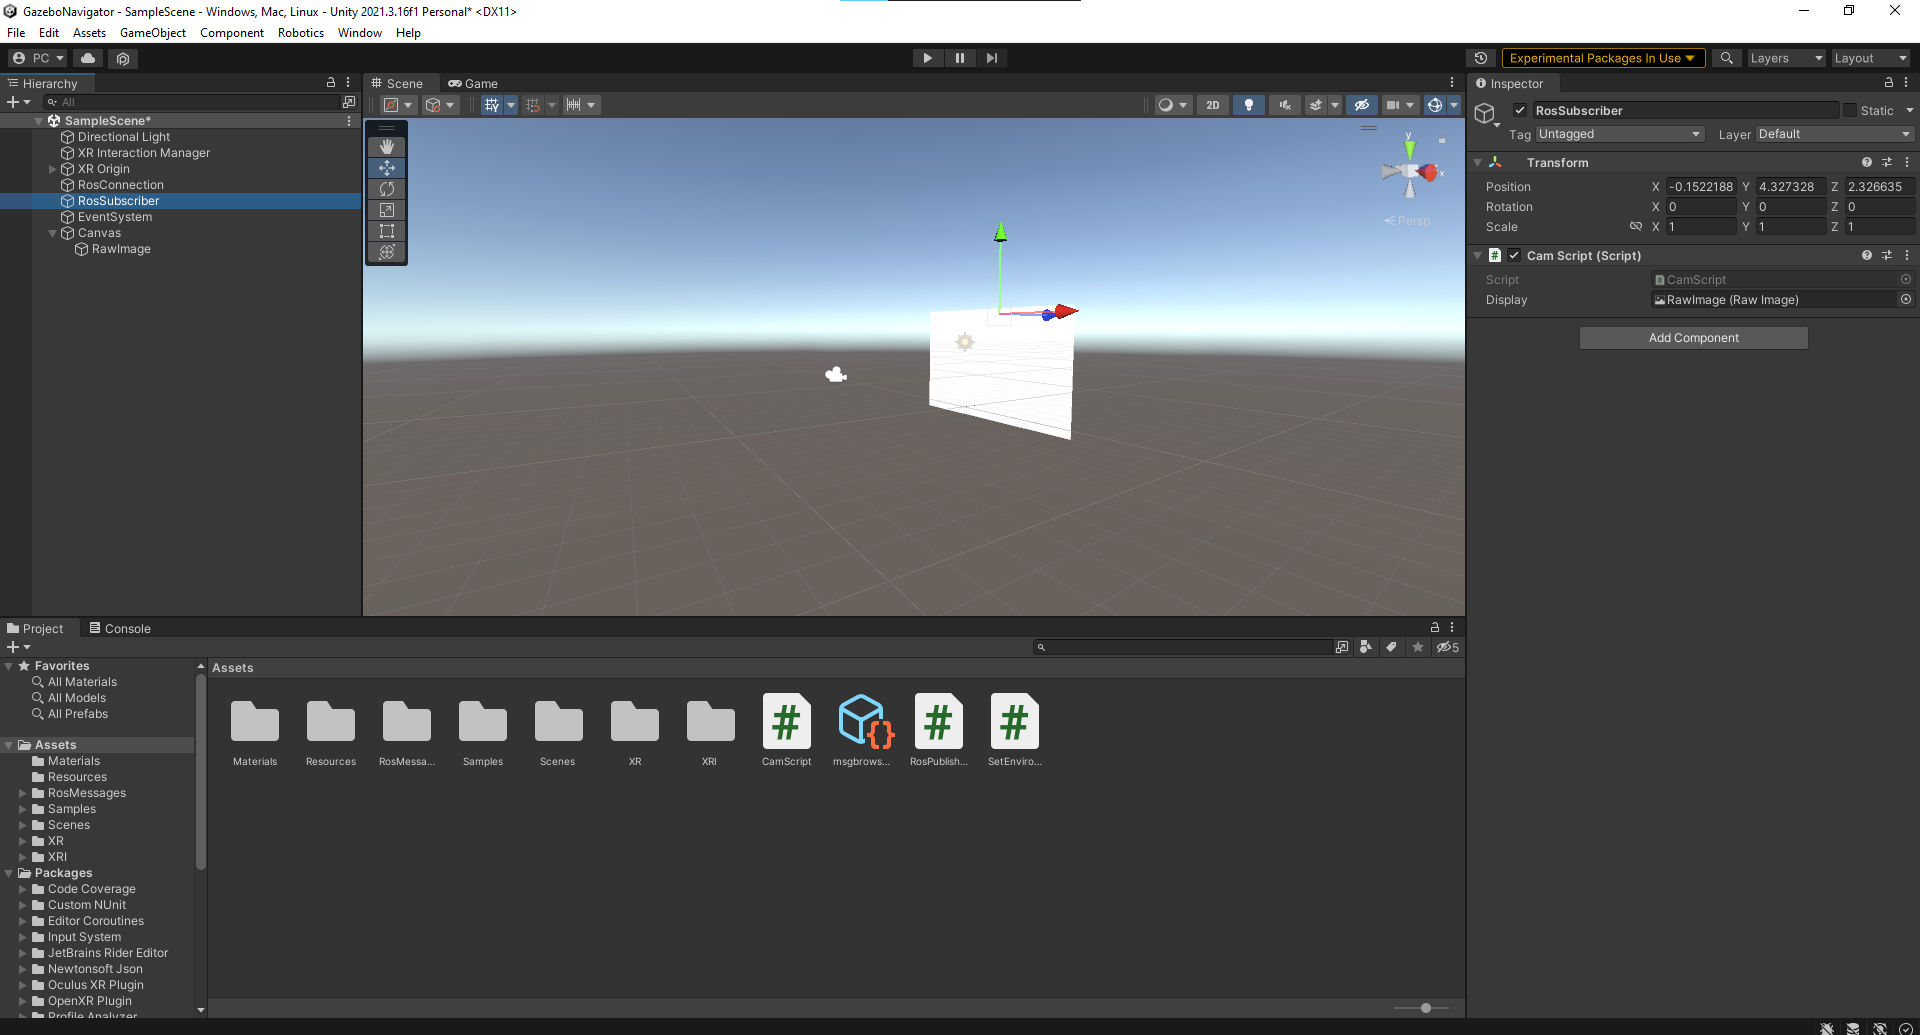 GazeboNavigator - SampleScene - Windows, Mac, Linux - Unity 2021.3.16f1 Personal* <DX11>
File Edit Assets GameObject Component Robotics Window Help
PC
Experimental Packages In Use
Layers
Layout
Hierarchy
All
SampleScene*
Directional Light
XR Interaction Manager
XR Origin
RosConnection
RosSubscriber
EventSystem
Canvas
RawImage
Scene
Game
2D
y
x
Persp
Inspector
RosSubscriber
Static
Tag Untagged
Layer Default
Transform
Position X -0.1522188 Y 4.327328 Z 2.326635
Rotation X 0 Y 0 Z 0
Scale X 1 Y 1 Z 1
# Cam Script (Script)
Script CamScript
Display RawImage (Raw Image)
Add Component
Project
Console
5
Favorites
All Materials
All Models
All Prefabs
Assets
Materials
Resources
RosMessages
Samples
Scenes
XR
XRI
Packages
Code Coverage
Custom NUnit
Editor Coroutines
Input System
JetBrains Rider Editor
Newtonsoft Json
Oculus XR Plugin
OpenXR Plugin
Profile Analyzer
Assets
# {} # #
Materials Resources RosMessa... Samples Scenes XR XRI CamScript msgbrows... RosPublish... SetEnviro...